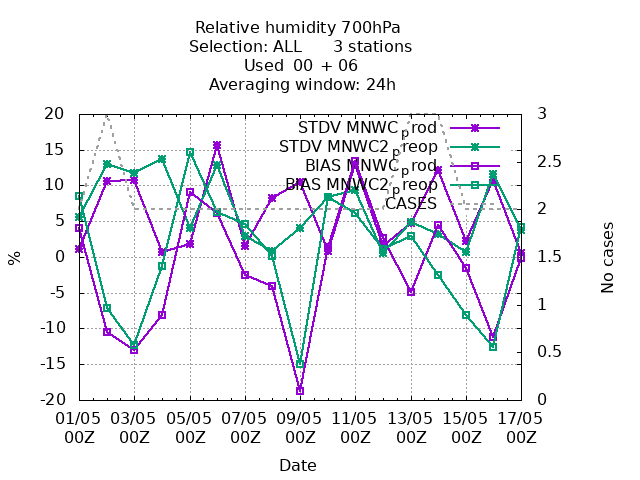 Relative humidity 700hPa
Selection: ALL 3 stations
Used 00 + 06
Averaging window: 24h
20
15
10
5
0
-5
-10
-15
-20
%
3
2.5
2
1.5
1
0.5
0
No cases
STDV MNWC_prod
STDV MNWC2_preop
BIAS MNWC_prod
BIAS MNWC2_preop
CASES
01/05 03/05 05/05 07/05 09/05 11/05 13/05 15/05 17/05
00Z 00Z 00Z 00Z 00Z 00Z 00Z 00Z 00Z
Date